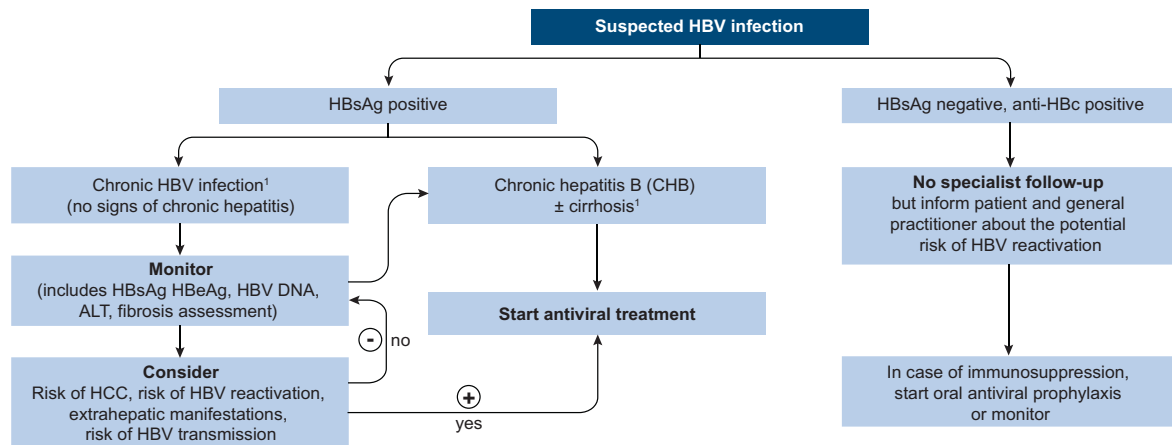 Suspected HBV infection
HBsAg positive
HBsAg negative, anti-HBc positive
Chronic HBV infection¹
(no signs of chronic hepatitis)
Chronic hepatitis B (CHB)
± cirrhosis¹
No specialist follow-up
but inform patient and general
practitioner about the potential
risk of HBV reactivation
Monitor
(includes HBsAg HBeAg, HBV DNA,
ALT, fibrosis assessment)
Start antiviral treatment
- no
Consider
Risk of HCC, risk of HBV reactivation,
extrahepatic manifestations,
risk of HBV transmission
+
yes
In case of immunosuppression,
start oral antiviral prophylaxis
or monitor